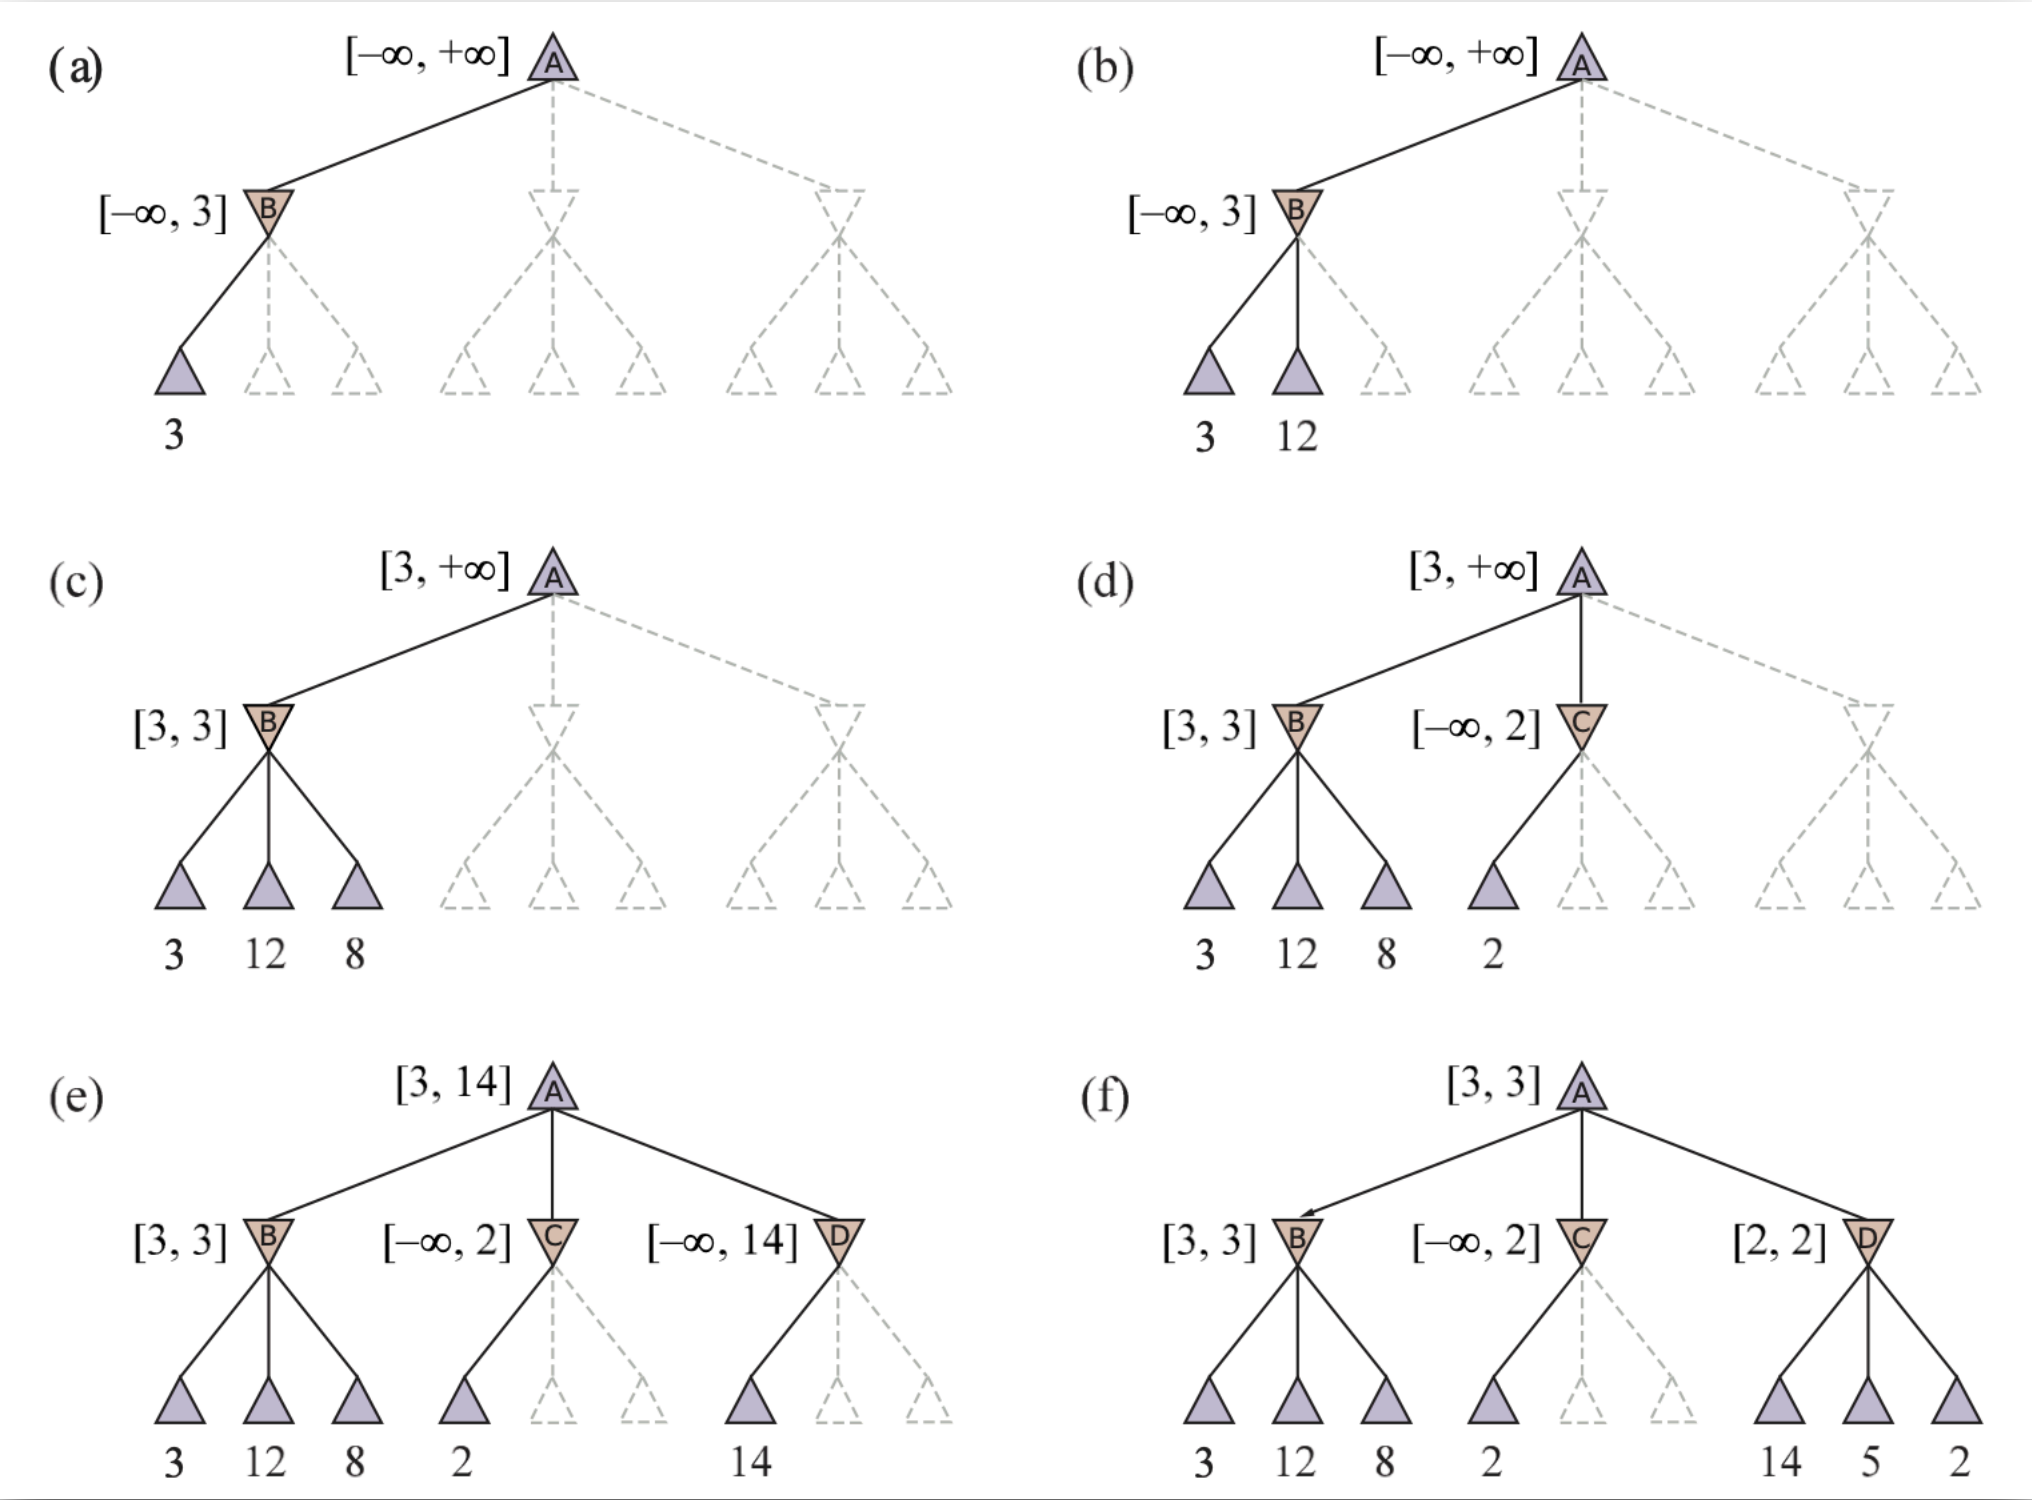 (a) [–∞, +∞] A
[–∞, 3] B
3
(b) [–∞, +∞] A
[–∞, 3] B
3 12
(c) [3, +∞] A
[3, 3] B
3 12 8
(d) [3, +∞] A
[3, 3] B [–∞, 2] C
3 12 8 2
(e) [3, 14] A
[3, 3] B [–∞, 2] C [–∞, 14] D
3 12 8 2 14
(f) [3, 3] A
[3, 3] B [–∞, 2] C [2, 2] D
3 12 8 2 14 5 2